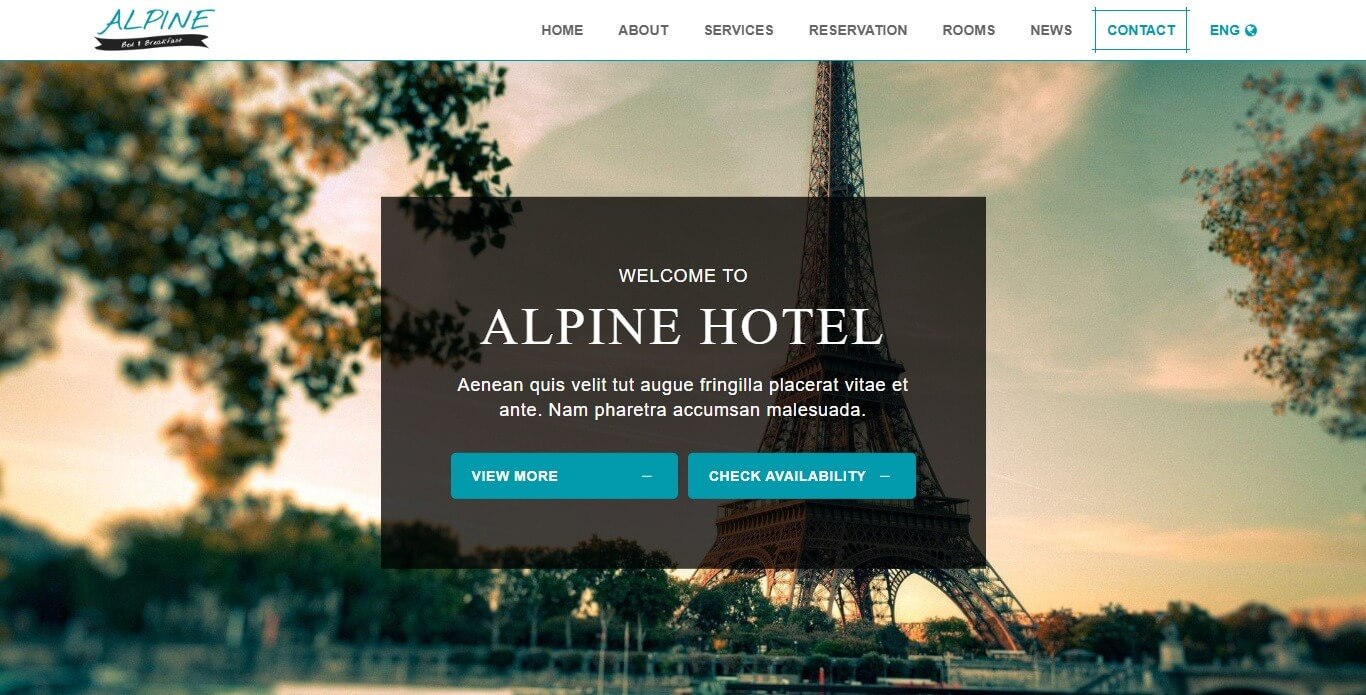 ALPINE
Bed & Breakfast
HOME ABOUT SERVICES RESERVATION ROOMS NEWS CONTACT ENG
WELCOME TO
ALPINE HOTEL
Aenean quis velit tut augue fringilla placerat vitae et
ante. Nam pharetra accumsan malesuada.
VIEW MORE CHECK AVAILABILITY